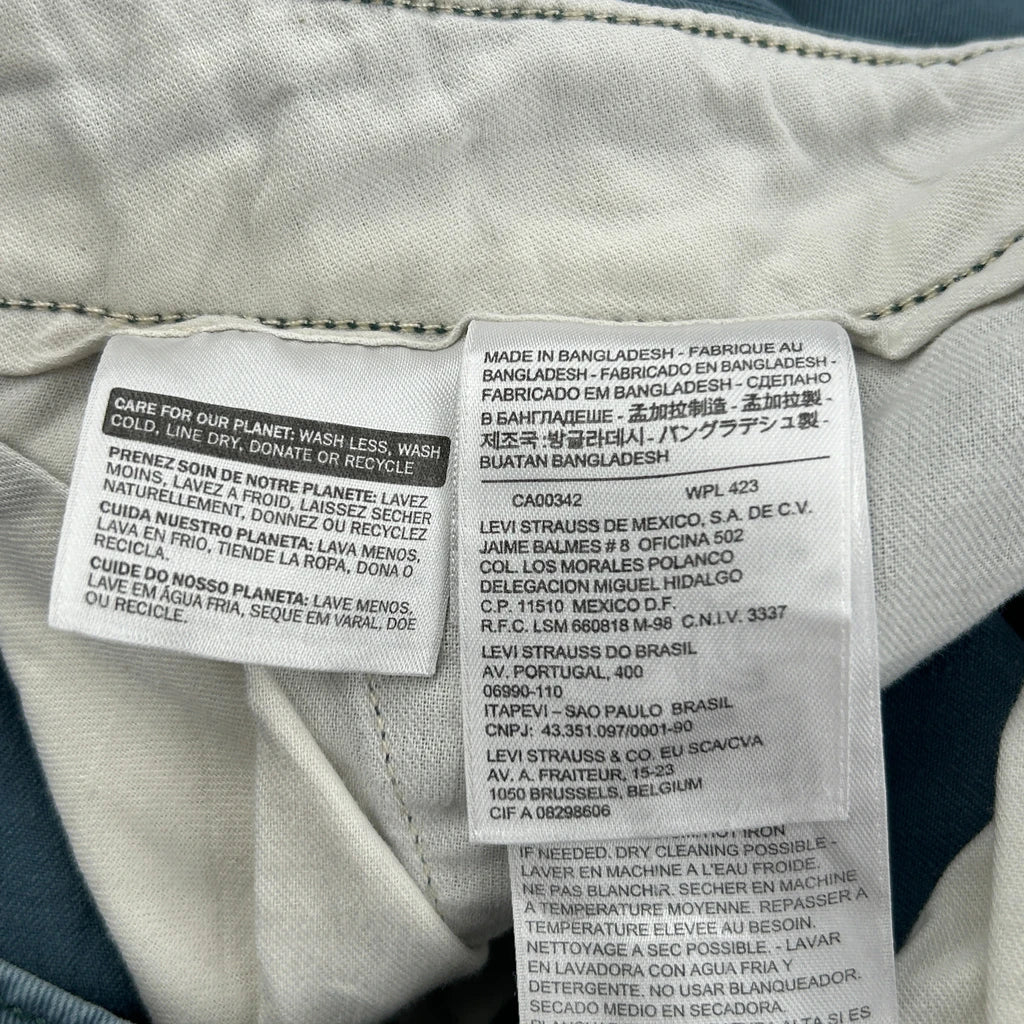 CARE FOR OUR PLANET: WASH LESS, WASH
COLD, LINE DRY, DONATE OR RECYCLE
PRENEZ SOIN DE NOTRE PLANETE: LAVEZ
MOINS, LAVEZ A FROID, LAISSEZ SECHER
NATURELLEMENT, DONNEZ OU RECYCLEZ
CUIDA NUESTRO PLANETA: LAVA MENOS,
LAVA EN FRIO, TIENDE LA ROPA, DONA O
RECICLA.
CUIDE DO NOSSO PLANETA: LAVE MENOS,
LAVE EM ÁGUA FRIA, SEQUE EM VARAL, DOE
OU RECICLE.
MADE IN BANGLADESH - FABRIQUE AU
BANGLADESH - FABRICADO EN BANGLADESH -
FABRICADO EM BANGLADESH - СДЕЛАНО
В БАНГЛАДЕШЕ - 孟加拉制造 - 孟加拉製 -
제조국 :방글라데시 - バングラデシュ製 -
BUATAN BANGLADESH
CA00342 WPL 423
LEVI STRAUSS DE MEXICO, S.A. DE C.V.
JAIME BALMES # 8 OFICINA 502
COL. LOS MORALES POLANCO
DELEGACION MIGUEL HIDALGO
C.P. 11510 MEXICO D.F.
R.F.C. LSM 660818 M-98 C.N.I.V. 3337
LEVI STRAUSS DO BRASIL
AV. PORTUGAL, 400
06990-110
ITAPEVI – SAO PAULO BRASIL
CNPJ: 43.351.097/0001-90
LEVI STRAUSS & CO. EU SCA/CVA
AV. A. FRAITEUR, 15-23
1050 BRUSSELS, BELGIUM
CIF A 08298606
HOT IRON
IF NEEDED. DRY CLEANING POSSIBLE -
LAVER EN MACHINE A L'EAU FROIDE.
NE PAS BLANCHIR. SECHER EN MACHINE
A TEMPERATURE MOYENNE. REPASSER A
TEMPERATURE ELEVEE AU BESOIN.
NETTOYAGE A SEC POSSIBLE. - LAVAR
EN LAVADORA CON AGUA FRIA Y
DETERGENTE. NO USAR BLANQUEADOR.
SECADO MEDIO EN SECADORA.
ALTA SI ES